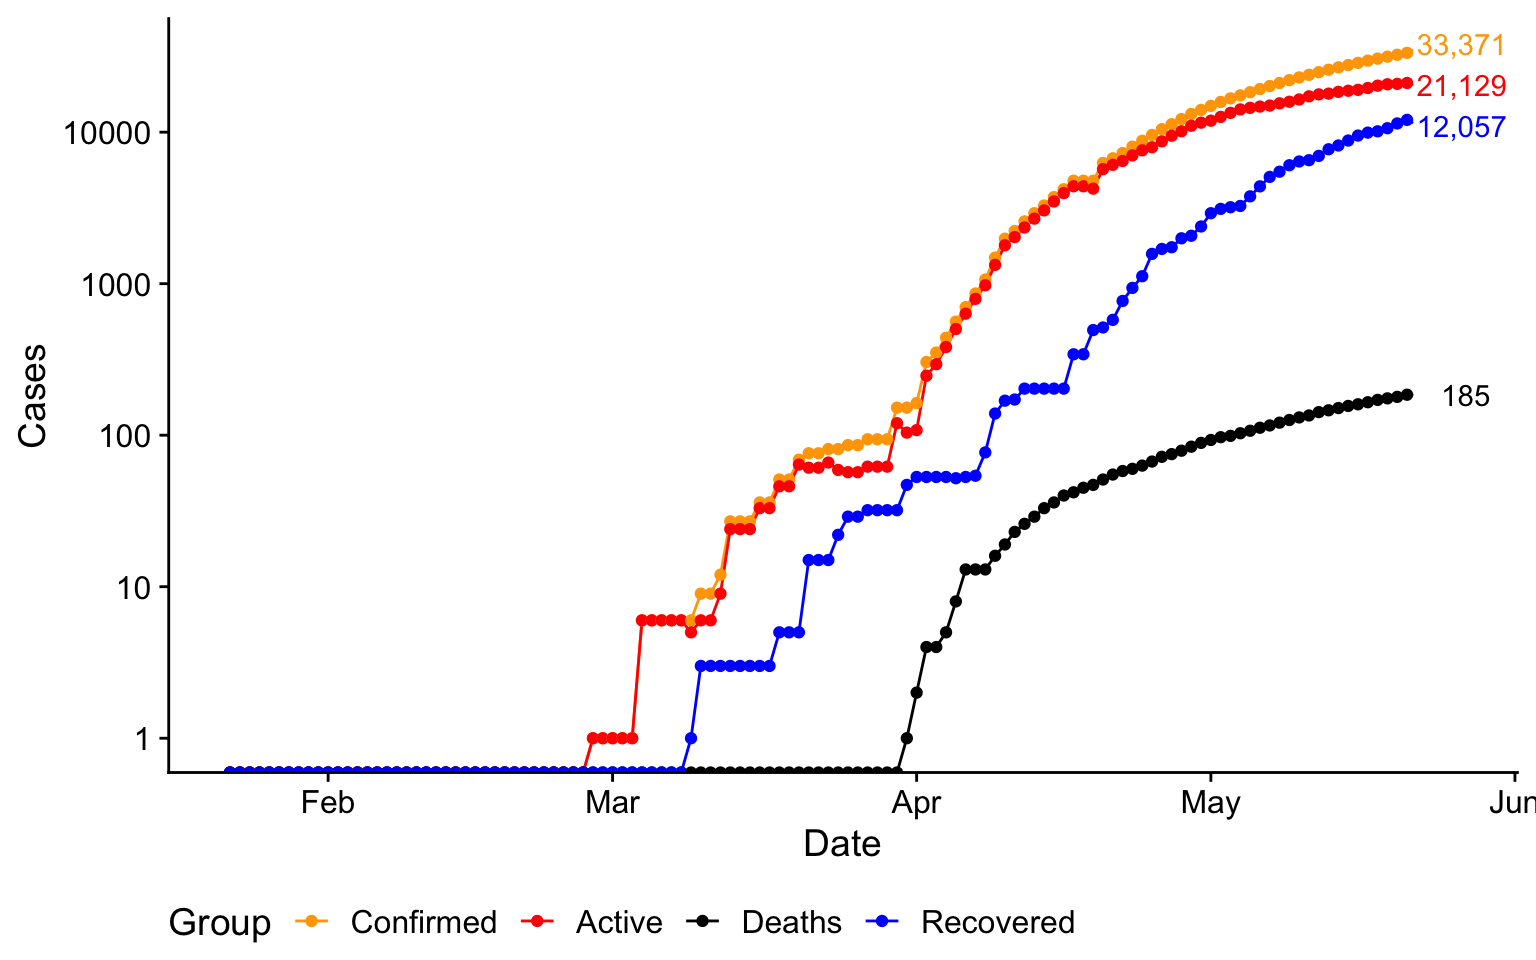 33,371
21,129
12,057
185
10000
1000
100
10
1
Cases
Feb Mar Apr May Jun
Date
Group Confirmed Active Deaths Recovered